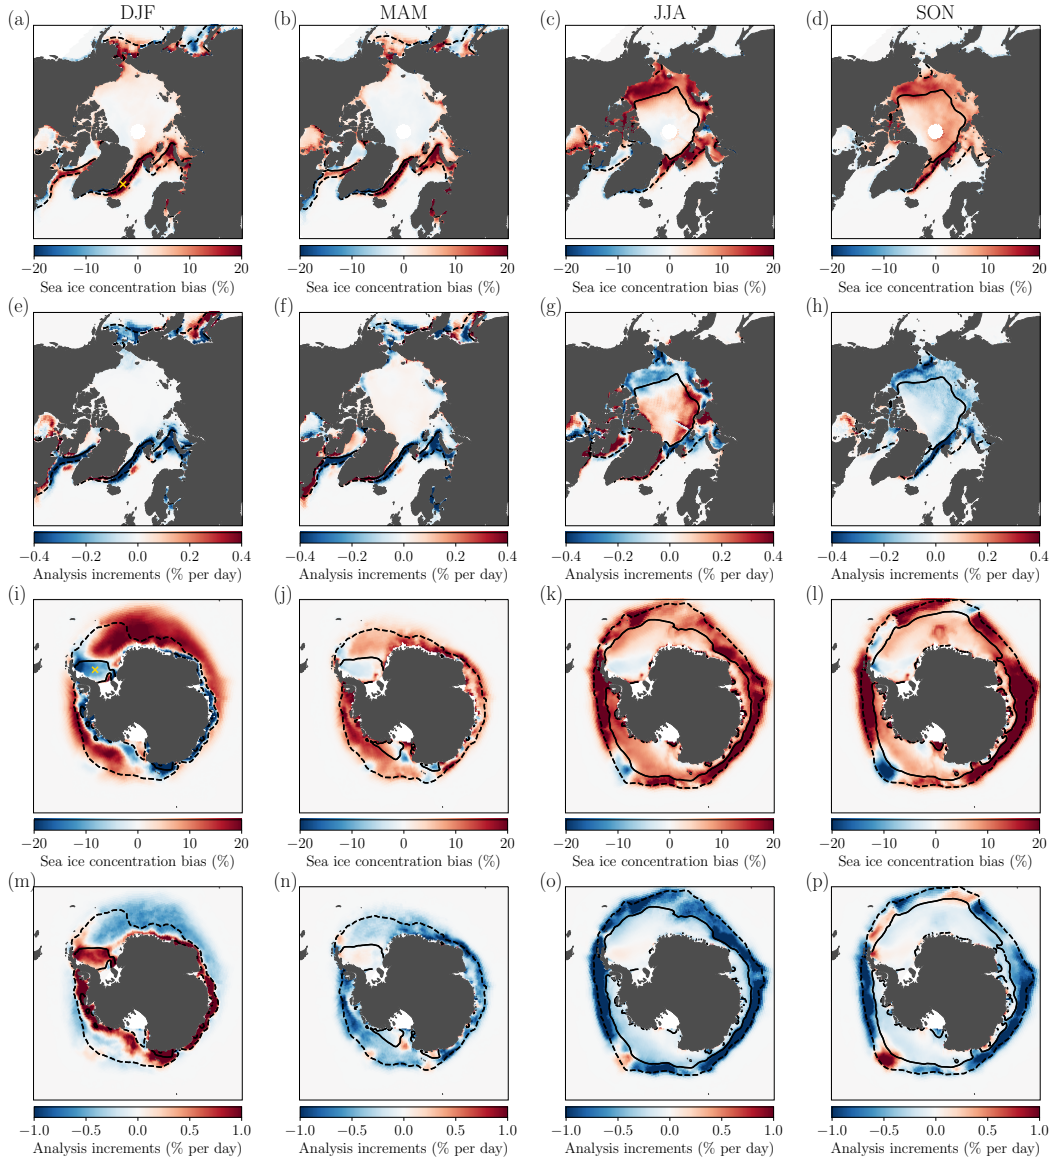 DJF MAM JJA SON
(a) (b) (c) (d)
−20 −10 0 10 20 −20 −10 0 10 20 −20 −10 0 10 20 −20 −10 0 10 20
Sea ice concentration bias (%) Sea ice concentration bias (%) Sea ice concentration bias (%) Sea ice concentration bias (%)
(e) (f) (g) (h)
−0.4 −0.2 0.0 0.2 0.4 −0.4 −0.2 0.0 0.2 0.4 −0.4 −0.2 0.0 0.2 0.4 −0.4 −0.2 0.0 0.2 0.4
Analysis increments (% per day) Analysis increments (% per day) Analysis increments (% per day) Analysis increments (% per day)
(i) (j) (k) (l)
−20 −10 0 10 20 −20 −10 0 10 20 −20 −10 0 10 20 −20 −10 0 10 20
Sea ice concentration bias (%) Sea ice concentration bias (%) Sea ice concentration bias (%) Sea ice concentration bias (%)
(m) (n) (o) (p)
−1.0 −0.5 0.0 0.5 1.0 −1.0 −0.5 0.0 0.5 1.0 −1.0 −0.5 0.0 0.5 1.0 −1.0 −0.5 0.0 0.5 1.0
Analysis increments (% per day) Analysis increments (% per day) Analysis increments (% per day) Analysis increments (% per day)